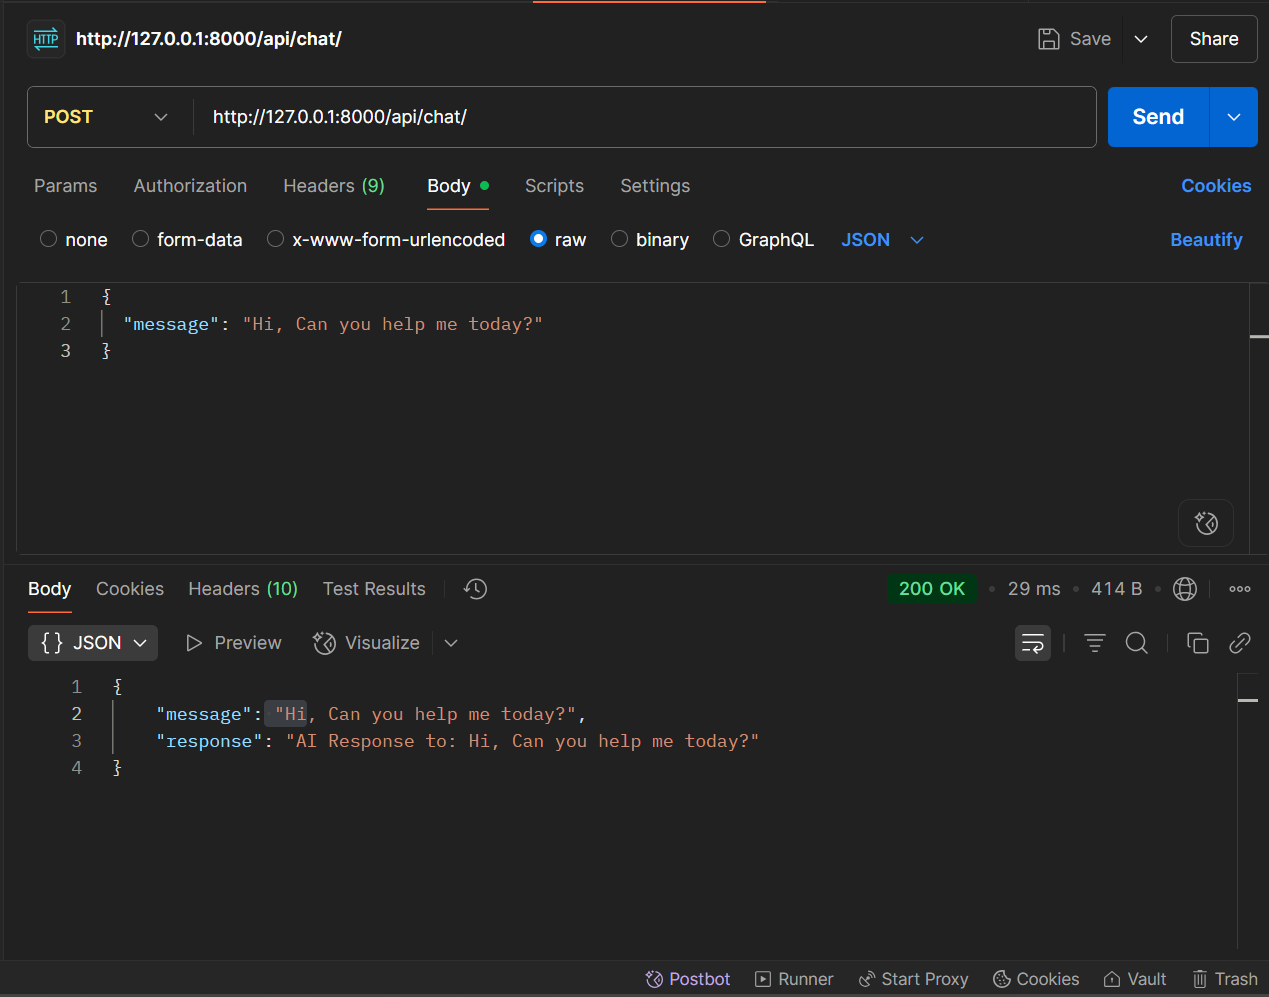 HTTP http://127.0.0.1:8000/api/chat/ Save Share
POST http://127.0.0.1:8000/api/chat/ Send
Params Authorization Headers (9) Body Scripts Settings Cookies
none form-data x-www-form-urlencoded raw binary GraphQL JSON Beautify
1 {
2 "message": "Hi, Can you help me today?"
3 }
Body Cookies Headers (10) Test Results 200 OK • 29 ms • 414 B •
{} JSON Preview Visualize
1 {
2 "message": "Hi, Can you help me today?",
3 "response": "AI Response to: Hi, Can you help me today?"
4 }
Postbot Runner Start Proxy Cookies Vault Trash